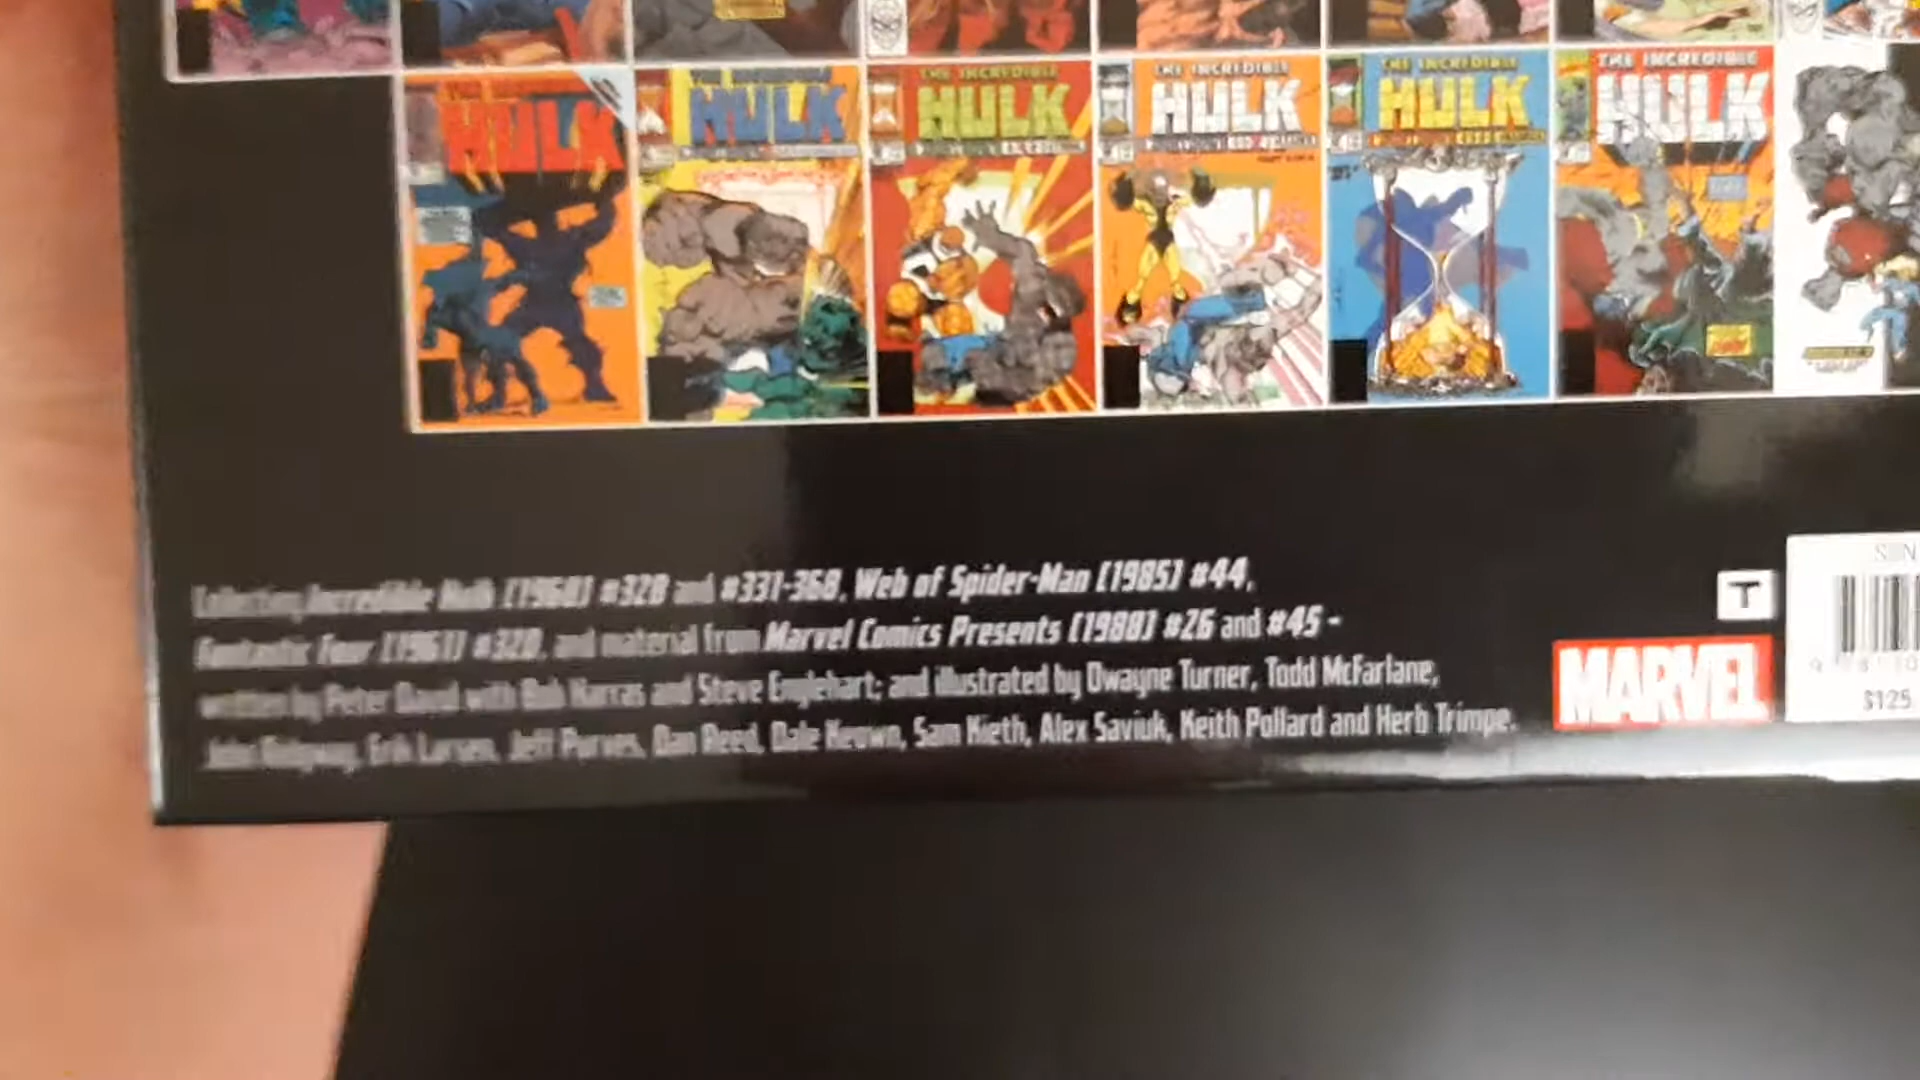 HULK
HULK
THE INCREDIBLE
HULK
THE INCREDIBLE
HULK
THE INCREDIBLE
HULK
THE INCREDIBLE
HULK
Collecting Incredible Hulk (1968) #328 and #331-368, Web of Spider-Man (1985) #44,
Fantastic Four (1961) #320, and material from Marvel Comics Presents (1988) #26 and #45 -
written by Peter David with Bob Harras and Steve Englehart; and illustrated by Dwayne Turner, Todd McFarlane,
John Ridgway, Erik Larsen, Jeff Purves, Dan Reed, Dale Keown, Sam Kieth, Alex Saviuk, Keith Pollard and Herb Trimpe.
T
MARVEL
$125